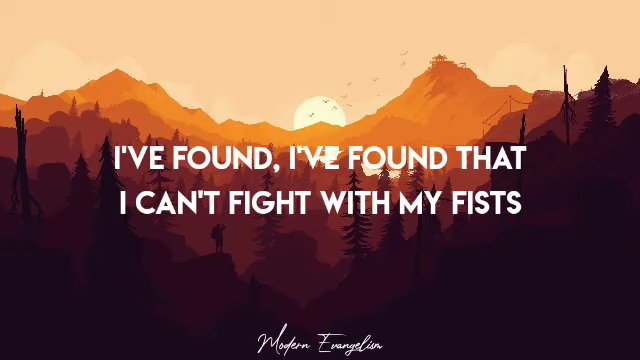 I'VE FOUND, I'VE FOUND THAT
I CAN'T FIGHT WITH MY FISTS
Modern Evangelism